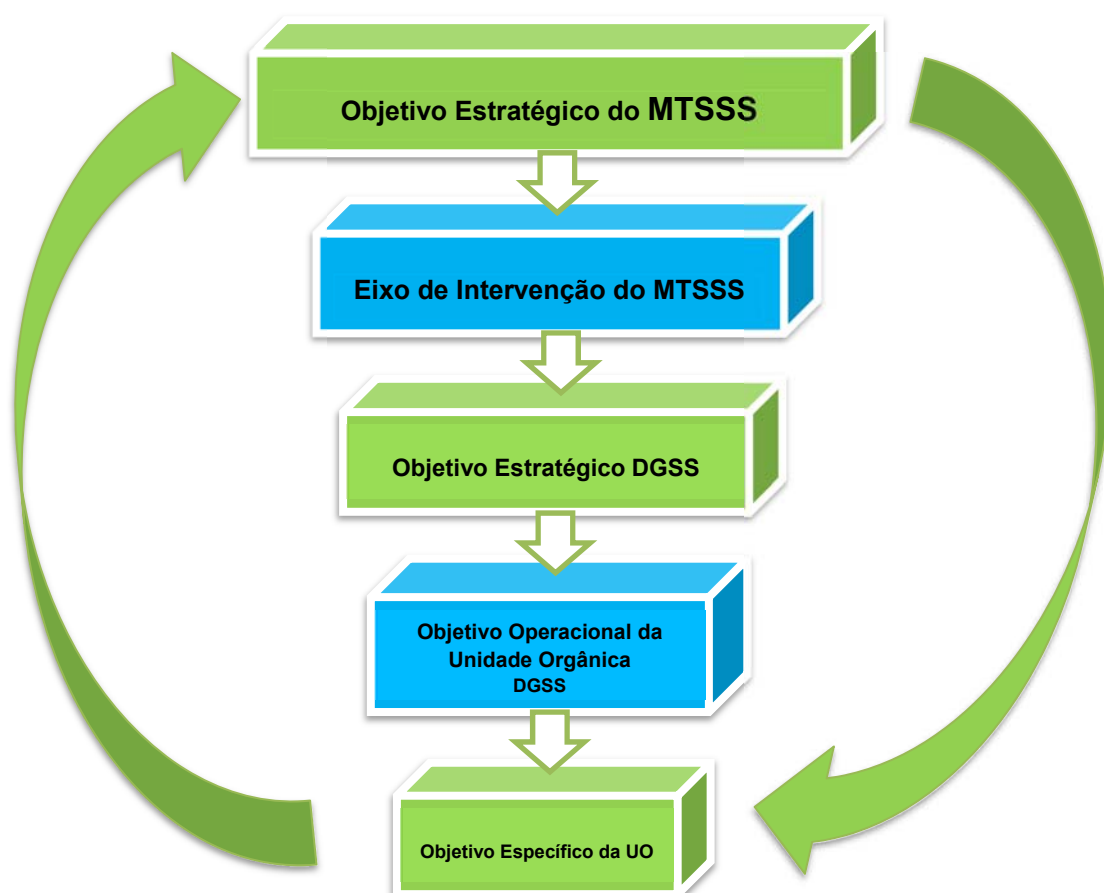 Objetivo Estratégico do MTSSS
Eixo de Intervenção do MTSSS
Objetivo Estratégico DGSS
Objetivo Operacional da
Unidade Orgânica
DGSS
Objetivo Específico da UO